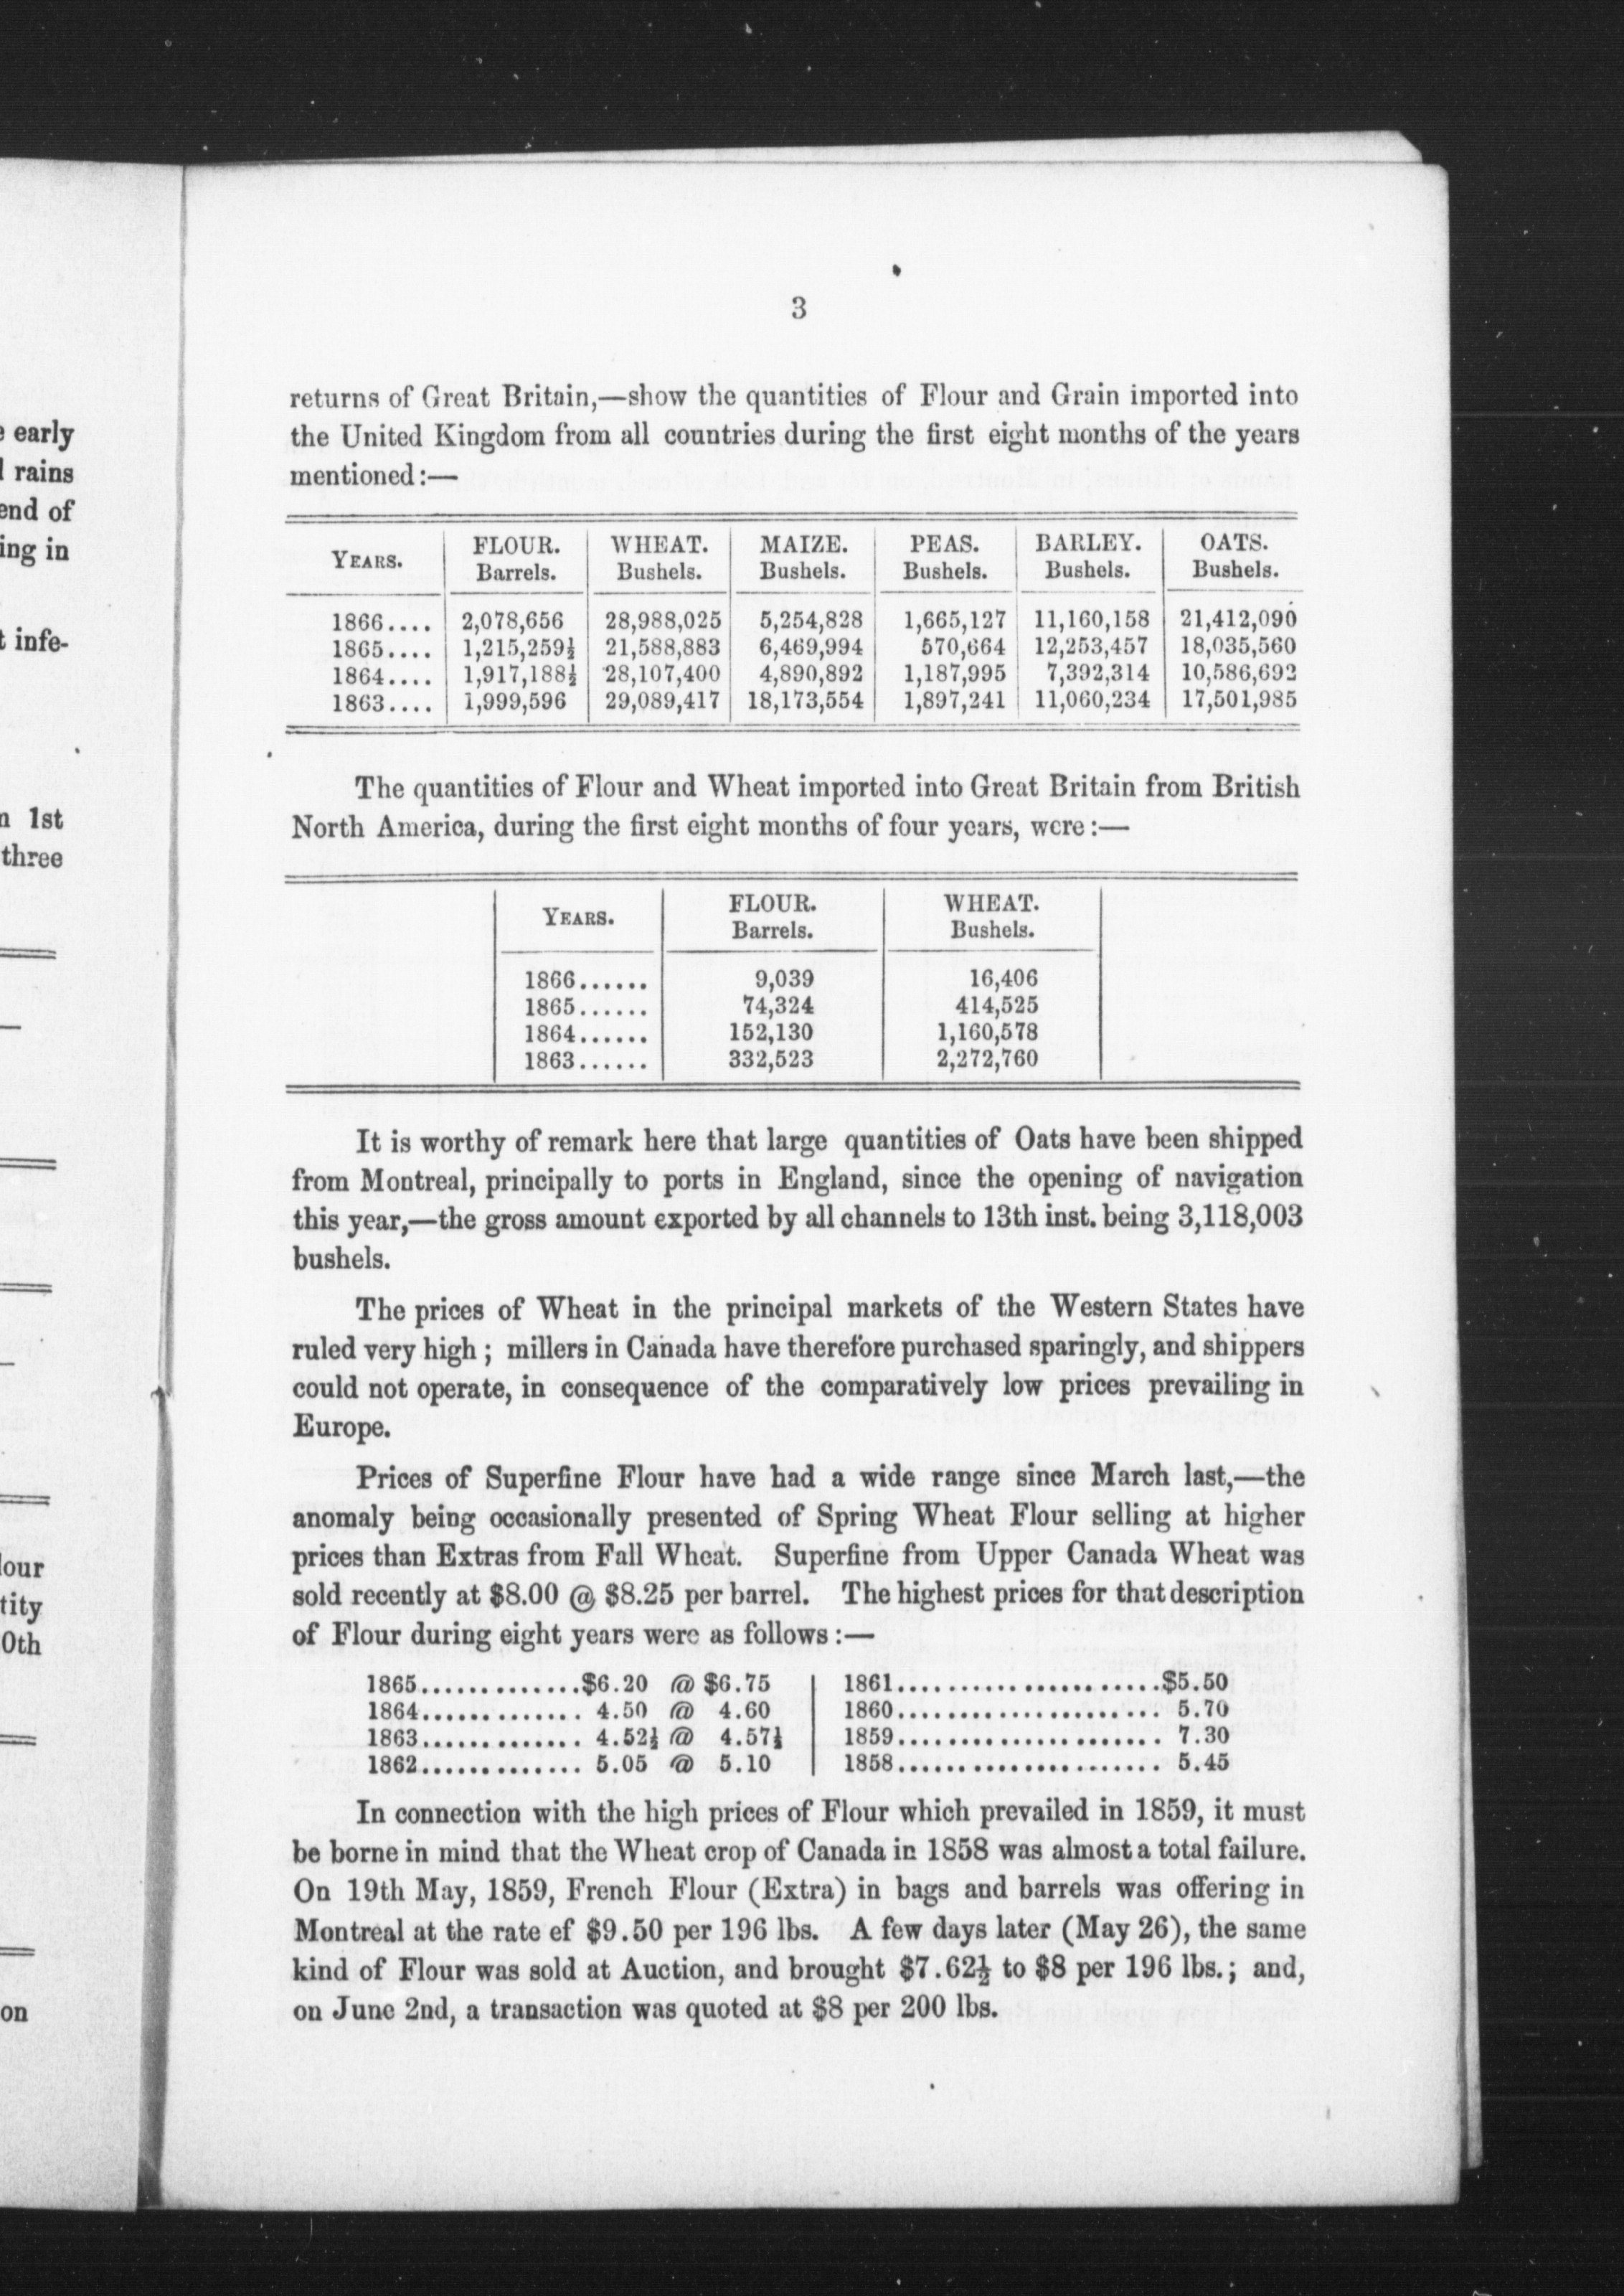 3
returns of Great Britain,—show the quantities of Flour and Grain imported into
the United Kingdom from all countries during the first eight months of the years
mentioned:—
YEARS. FLOUR. Barrels. WHEAT. Bushels. MAIZE. Bushels. PEAS. Bushels. BARLEY. Bushels. OATS. Bushels.
1866.... 2,078,656 28,988,025 5,254,828 1,665,127 11,160,158 21,412,090
1865.... 1,215,259½ 21,588,883 6,469,994 570,664 12,253,457 18,035,560
1864.... 1,917,188½ 28,107,400 4,890,892 1,187,995 7,392,314 10,586,692
1863.... 1,999,596 29,089,417 18,173,554 1,897,241 11,060,234 17,501,985
The quantities of Flour and Wheat imported into Great Britain from British
North America, during the first eight months of four years, were:—
YEARS. FLOUR. Barrels. WHEAT. Bushels.
1866...... 9,039 16,406
1865...... 74,324 414,525
1864...... 152,130 1,160,578
1863...... 332,523 2,272,760
It is worthy of remark here that large quantities of Oats have been shipped
from Montreal, principally to ports in England, since the opening of navigation
this year,—the gross amount exported by all channels to 13th inst. being 3,118,003
bushels.
The prices of Wheat in the principal markets of the Western States have
ruled very high; millers in Canada have therefore purchased sparingly, and shippers
could not operate, in consequence of the comparatively low prices prevailing in
Europe.
Prices of Superfine Flour have had a wide range since March last,—the
anomaly being occasionally presented of Spring Wheat Flour selling at higher
prices than Extras from Fall Wheat. Superfine from Upper Canada Wheat was
sold recently at $8.00 @ $8.25 per barrel. The highest prices for that description
of Flour during eight years were as follows:—
1865.............$6.20 @ $6.75 1861......................$5.50
1864............. 4.50 @ 4.60 1860...................... 5.70
1863............. 4.52½ @ 4.57½ 1859...................... 7.30
1862............. 5.05 @ 5.10 1858...................... 5.45
In connection with the high prices of Flour which prevailed in 1859, it must
be borne in mind that the Wheat crop of Canada in 1858 was almost a total failure.
On 19th May, 1859, French Flour (Extra) in bags and barrels was offering in
Montreal at the rate ef $9.50 per 196 lbs. A few days later (May 26), the same
kind of Flour was sold at Auction, and brought $7.62½ to $8 per 196 lbs.; and,
on June 2nd, a transaction was quoted at $8 per 200 lbs.
early
rains
end of
ing in
infe-
1st
three
our
tity
0th
on